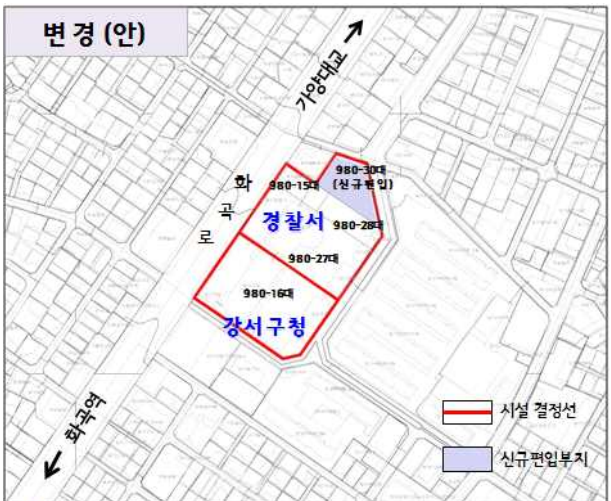 변 경 (안)
가양대교
980-30대
(신규편입)
980-15대
화
곡
로
경찰서
980-28대
980-27대
980-16대
강서구청
화곡역
시설 결정선
신규편입부지